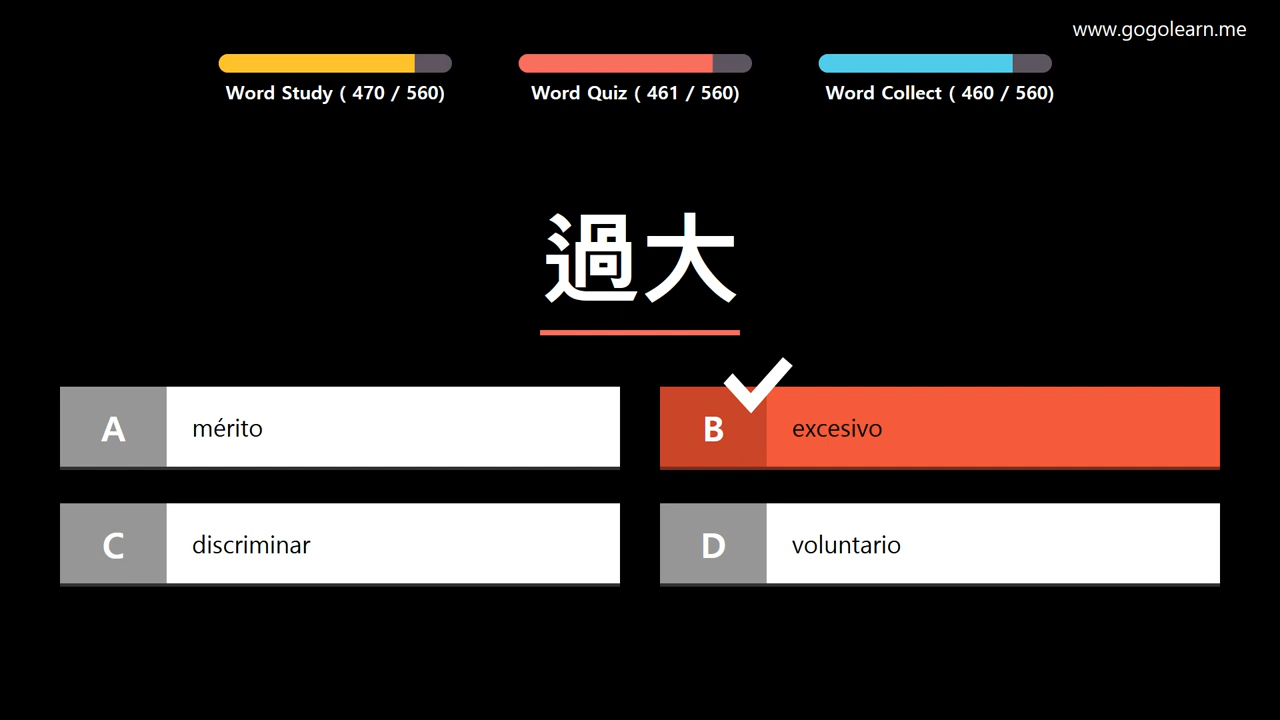 www.gogolearn.me
Word Study ( 470 / 560)
Word Quiz ( 461 / 560)
Word Collect ( 460 / 560)
過大
A mérito
B excesivo
C discriminar
D voluntario